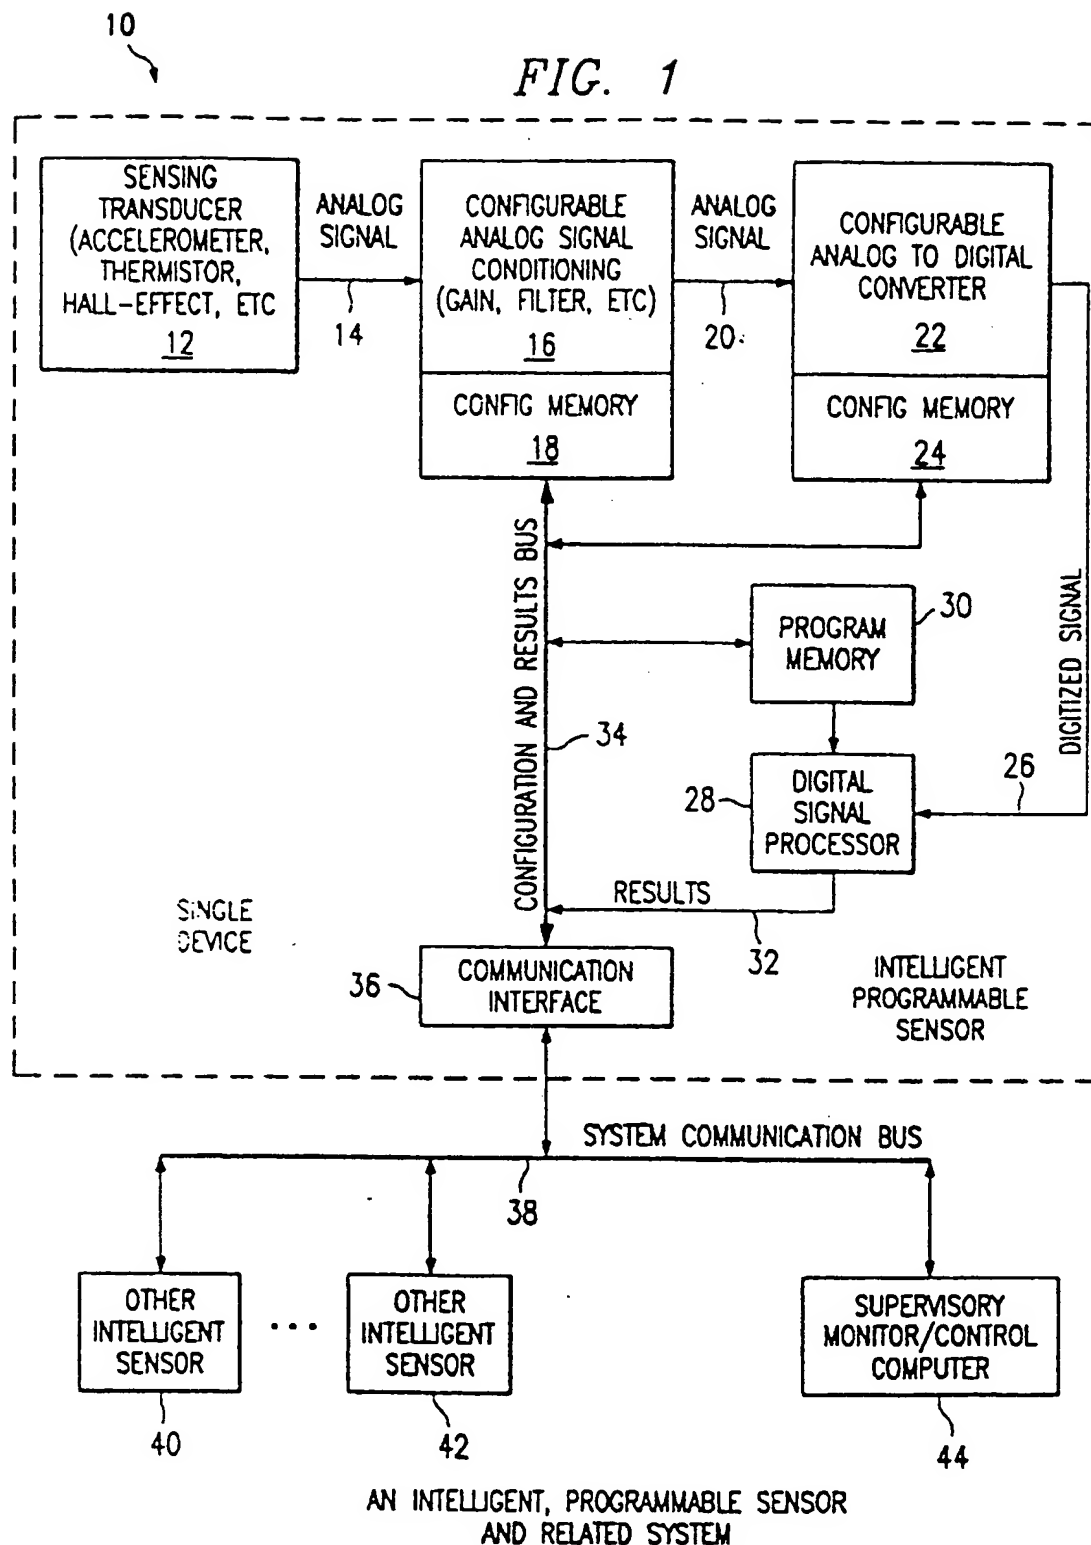 10
FIG. 1
SENSING
TRANSDUCER
(ACCELEROMETER,
THERMISTOR,
HALL-EFFECT, ETC
12
ANALOG
SIGNAL
14
CONFIGURABLE
ANALOG SIGNAL
CONDITIONING
(GAIN, FILTER, ETC)
16
CONFIG MEMORY
18
ANALOG
SIGNAL
20
CONFIGURABLE
ANALOG TO DIGITAL
CONVERTER
22
CONFIG MEMORY
24
CONFIGURATION AND RESULTS BUS
34
PROGRAM
MEMORY
30
DIGITIZED SIGNAL
26
28
DIGITAL
SIGNAL
PROCESSOR
RESULTS
32
SINGLE
DEVICE
36
COMMUNICATION
INTERFACE
INTELLIGENT
PROGRAMMABLE
SENSOR
SYSTEM COMMUNICATION BUS
38
OTHER
INTELLIGENT
SENSOR
40
• • •
OTHER
INTELLIGENT
SENSOR
42
SUPERVISORY
MONITOR/CONTROL
COMPUTER
44
AN INTELLIGENT, PROGRAMMABLE SENSOR
AND RELATED SYSTEM